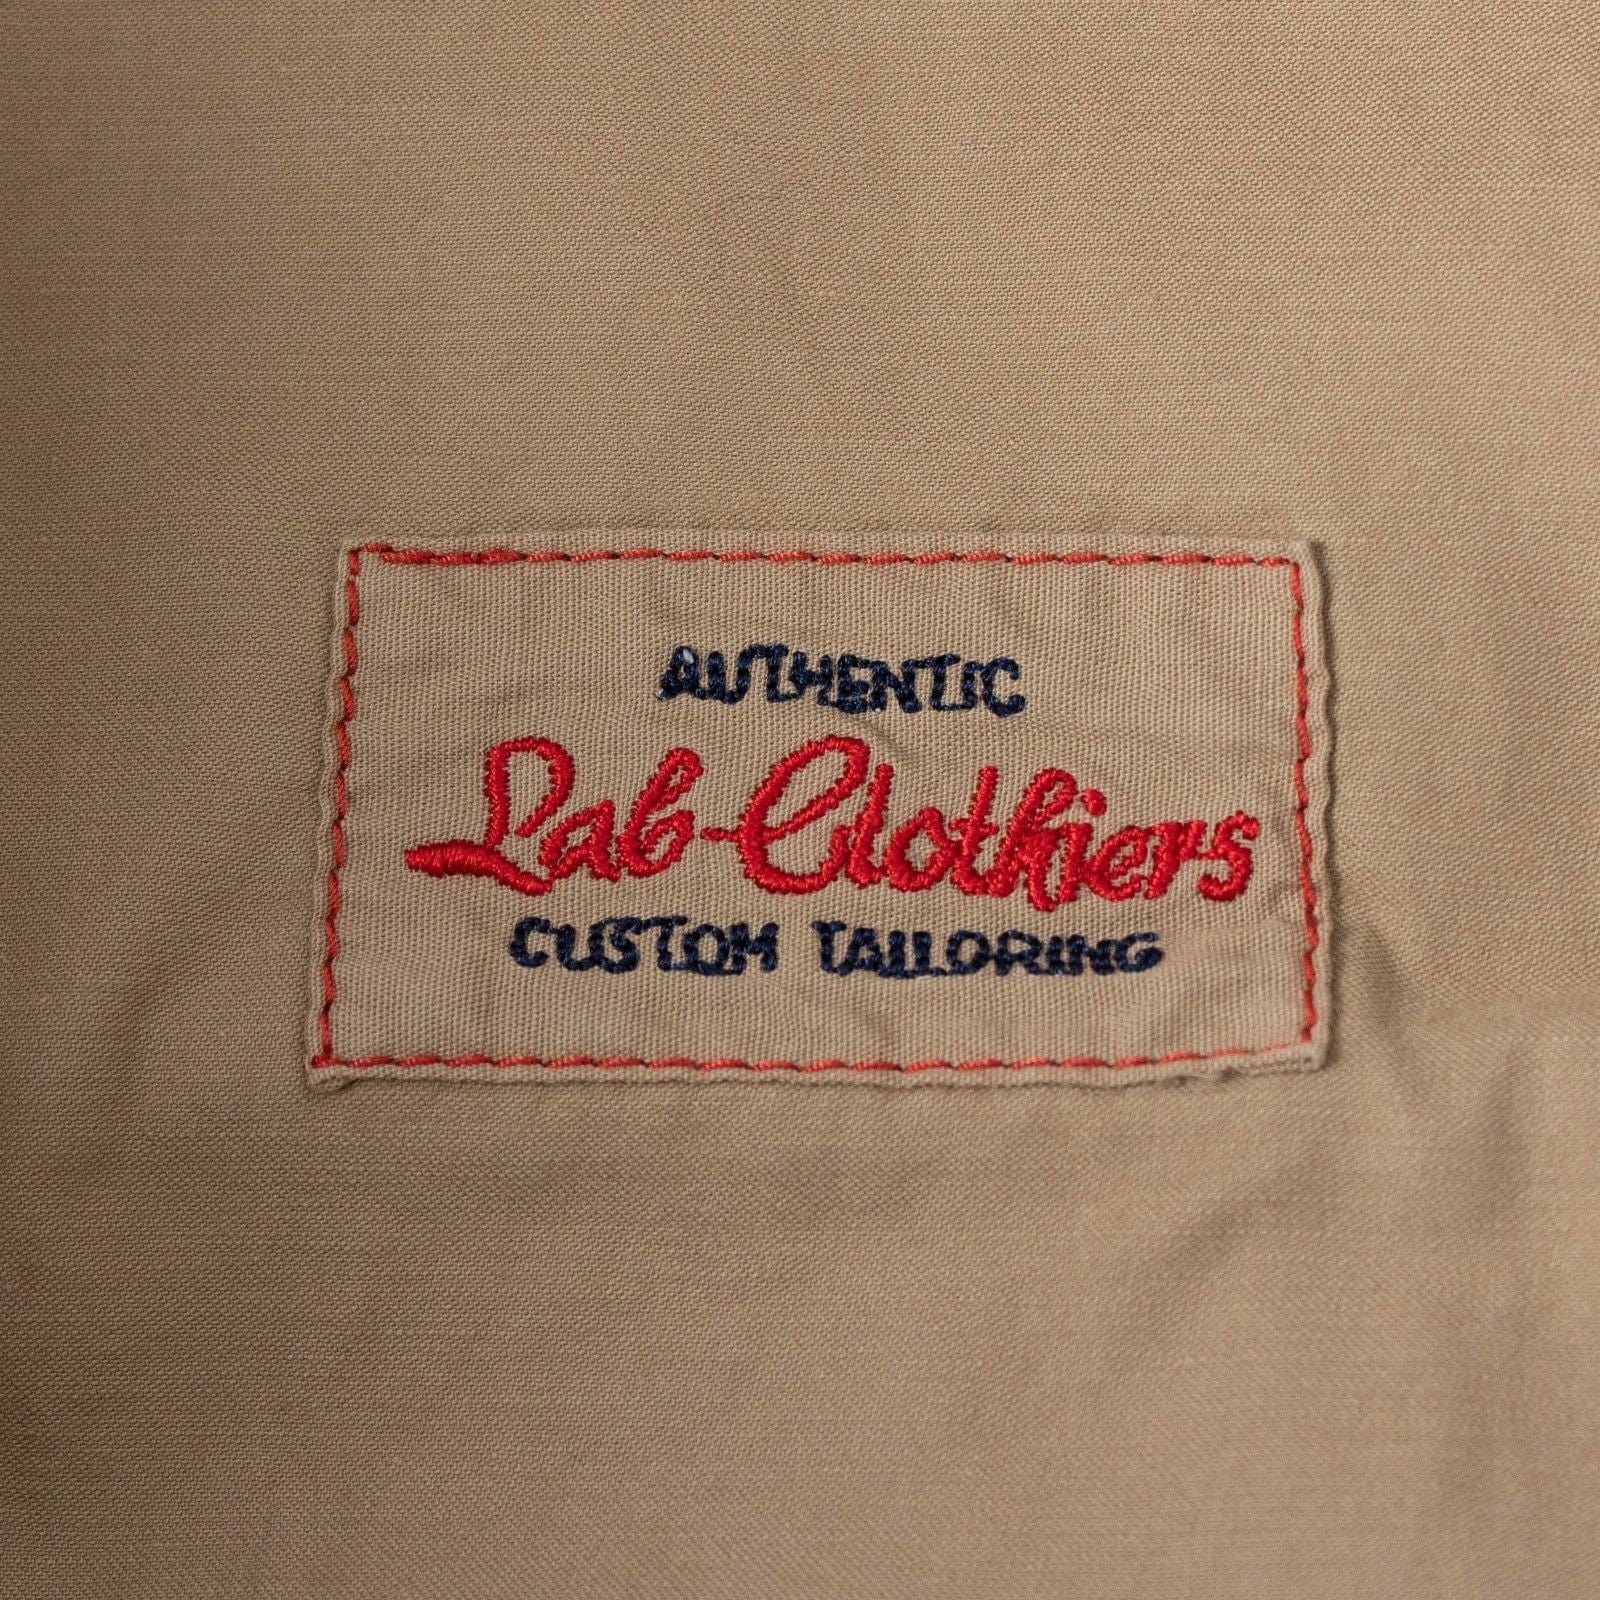 AUTHENTIC
Lab-Clothiers
CUSTOM TAILORING